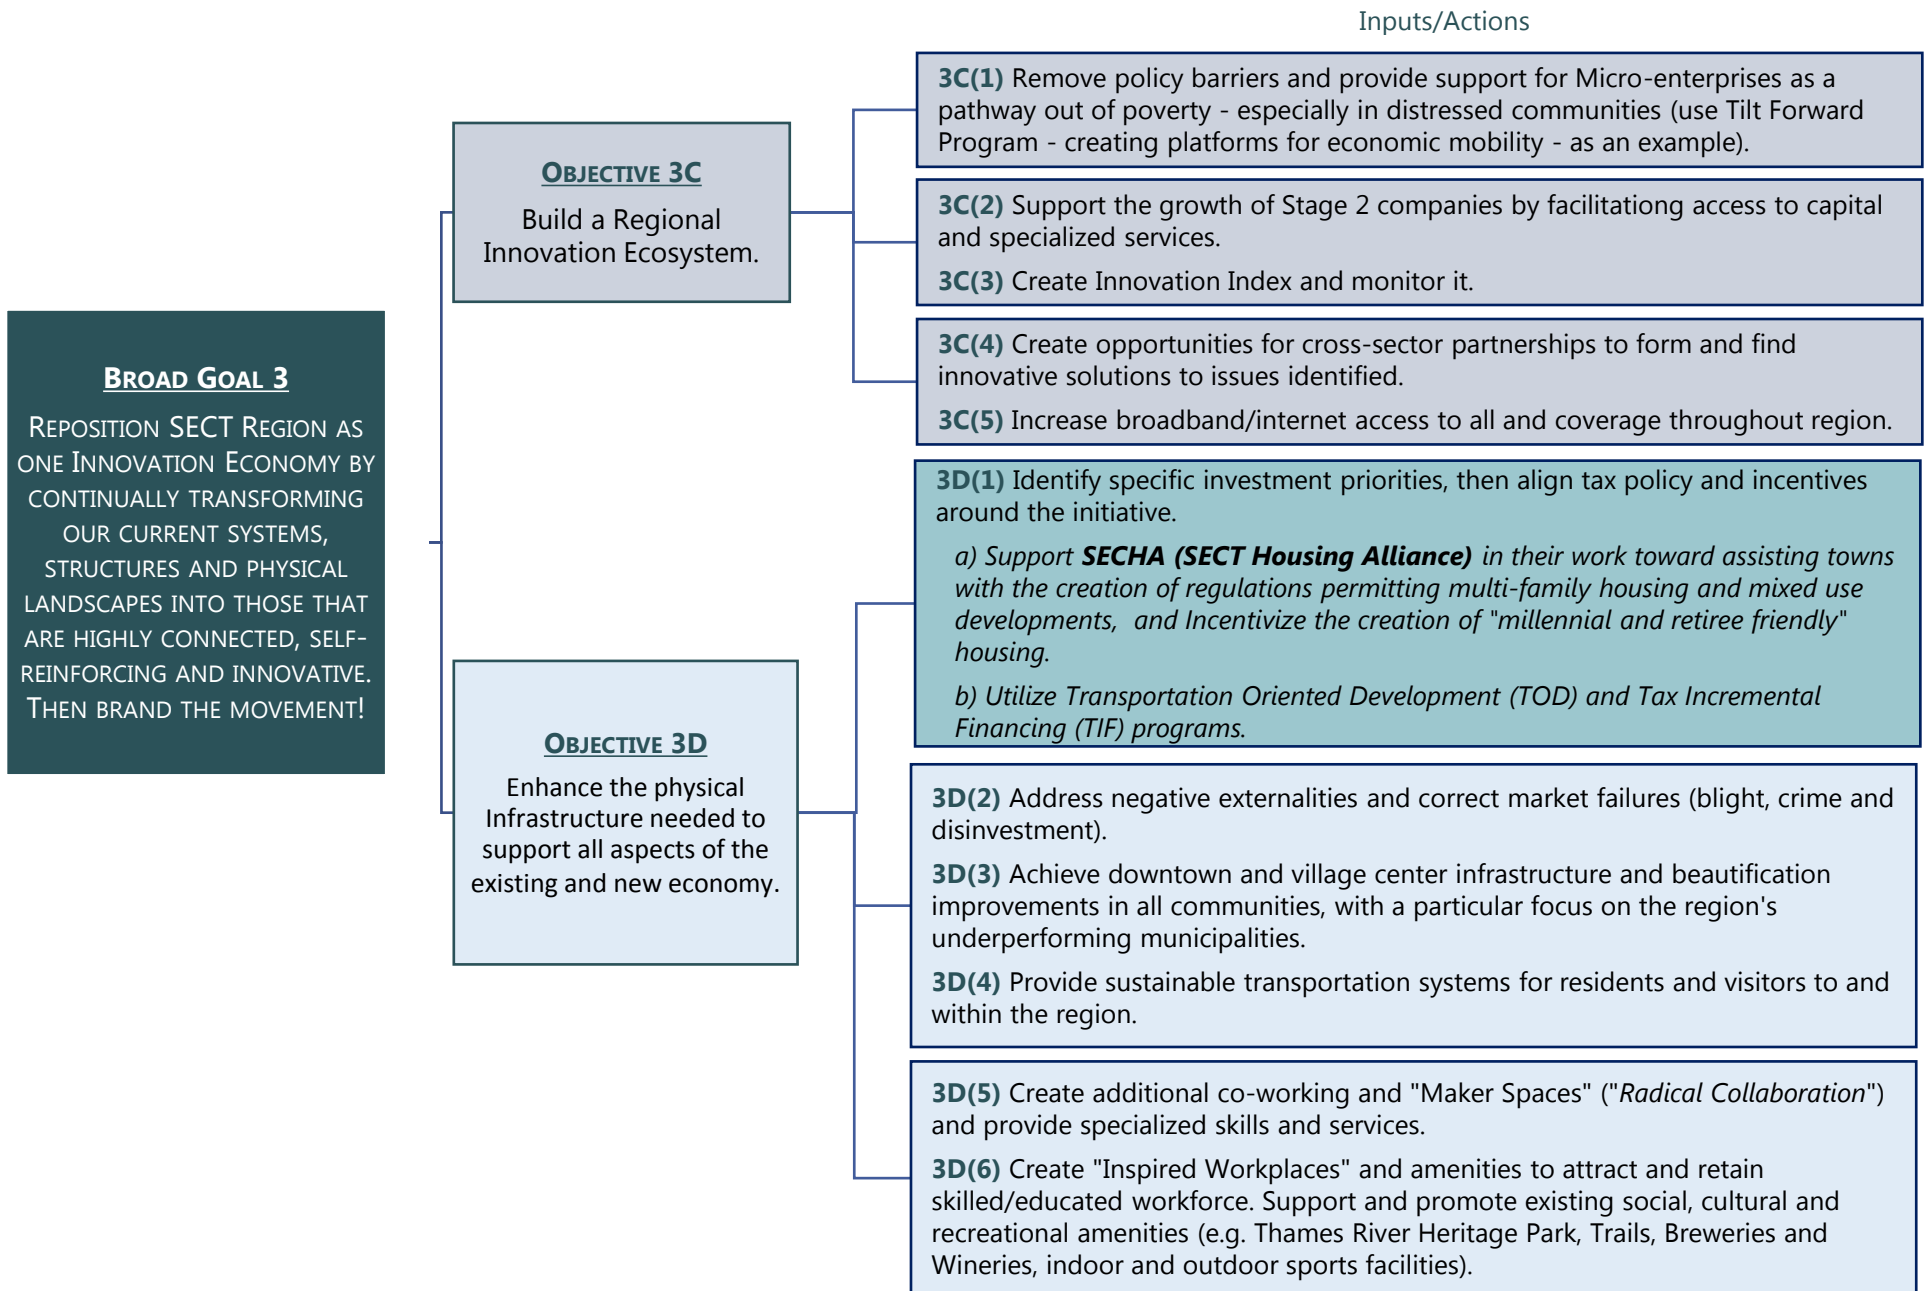 Inputs/Actions
BROAD GOAL 3
REPOSITION SECT REGION AS
ONE INNOVATION ECONOMY BY
CONTINUALLY TRANSFORMING
OUR CURRENT SYSTEMS,
STRUCTURES AND PHYSICAL
LANDSCAPES INTO THOSE THAT
ARE HIGHLY CONNECTED, SELF-
REINFORCING AND INNOVATIVE.
THEN BRAND THE MOVEMENT!
OBJECTIVE 3C
Build a Regional
Innovation Ecosystem.
3C(1) Remove policy barriers and provide support for Micro-enterprises as a
pathway out of poverty - especially in distressed communities (use Tilt Forward
Program - creating platforms for economic mobility - as an example).
3C(2) Support the growth of Stage 2 companies by facilitationg access to capital
and specialized services.
3C(3) Create Innovation Index and monitor it.
3C(4) Create opportunities for cross-sector partnerships to form and find
innovative solutions to issues identified.
3C(5) Increase broadband/internet access to all and coverage throughout region.
OBJECTIVE 3D
Enhance the physical
Infrastructure needed to
support all aspects of the
existing and new economy.
3D(1) Identify specific investment priorities, then align tax policy and incentives
around the initiative.
a) Support SECHA (SECT Housing Alliance) in their work toward assisting towns
with the creation of regulations permitting multi-family housing and mixed use
developments,  and Incentivize the creation of "millennial and retiree friendly"
housing.
b) Utilize Transportation Oriented Development (TOD) and Tax Incremental
Financing (TIF) programs.
3D(2) Address negative externalities and correct market failures (blight, crime and
disinvestment).
3D(3) Achieve downtown and village center infrastructure and beautification
improvements in all communities, with a particular focus on the region's
underperforming municipalities.
3D(4) Provide sustainable transportation systems for residents and visitors to and
within the region.
3D(5) Create additional co-working and "Maker Spaces" ("Radical Collaboration")
and provide specialized skills and services.
3D(6) Create "Inspired Workplaces" and amenities to attract and retain
skilled/educated workforce. Support and promote existing social, cultural and
recreational amenities (e.g. Thames River Heritage Park, Trails, Breweries and
Wineries, indoor and outdoor sports facilities).